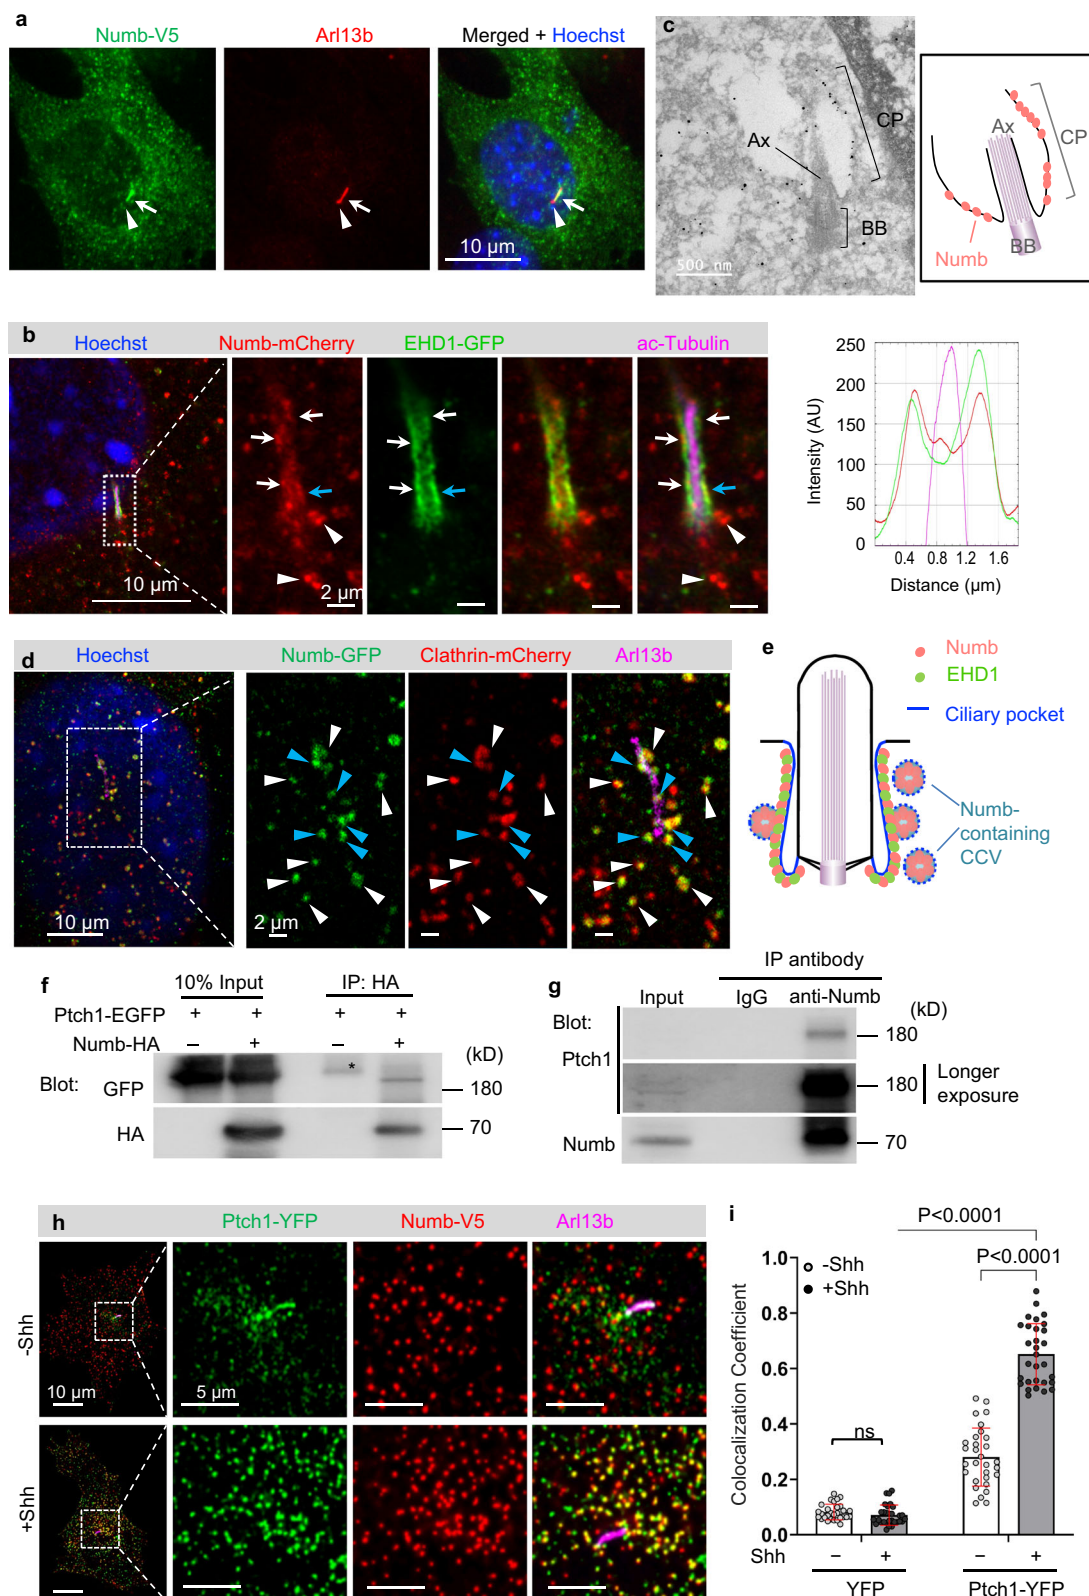 a
Numb-V5
Arl13b
Merged + Hoechst
10 µm
c
Ax
CP
BB
500 nm
Ax
CP
Numb
BB
b
Hoechst
Numb-mCherry
EHD1-GFP
ac-Tubulin
10 µm
2 µm
Intensity (AU)
250
200
150
100
50
0
0.4 0.8 1.2 1.6
Distance (µm)
d
Hoechst
Numb-GFP
Clathrin-mCherry
Arl13b
10 µm
2 µm
e
Numb
EHD1
Ciliary pocket
Numb-
containing
CCV
f
10% Input
IP: HA
Ptch1-EGFP + + + +
Numb-HA – + – +
(kD)
Blot:
GFP
*
180
HA
70
g
IP antibody
Input
IgG
anti-Numb
(kD)
Blot:
Ptch1
180
180
Longer
exposure
Numb
70
h
Ptch1-YFP
Numb-V5
Arl13b
-Shh
10 µm
5 µm
+Shh
i
P<0.0001
P<0.0001
-Shh
+Shh
ns
Colocalization Coefficient
1.0
0.8
0.6
0.4
0.2
0.0
Shh – + – +
YFP
Ptch1-YFP